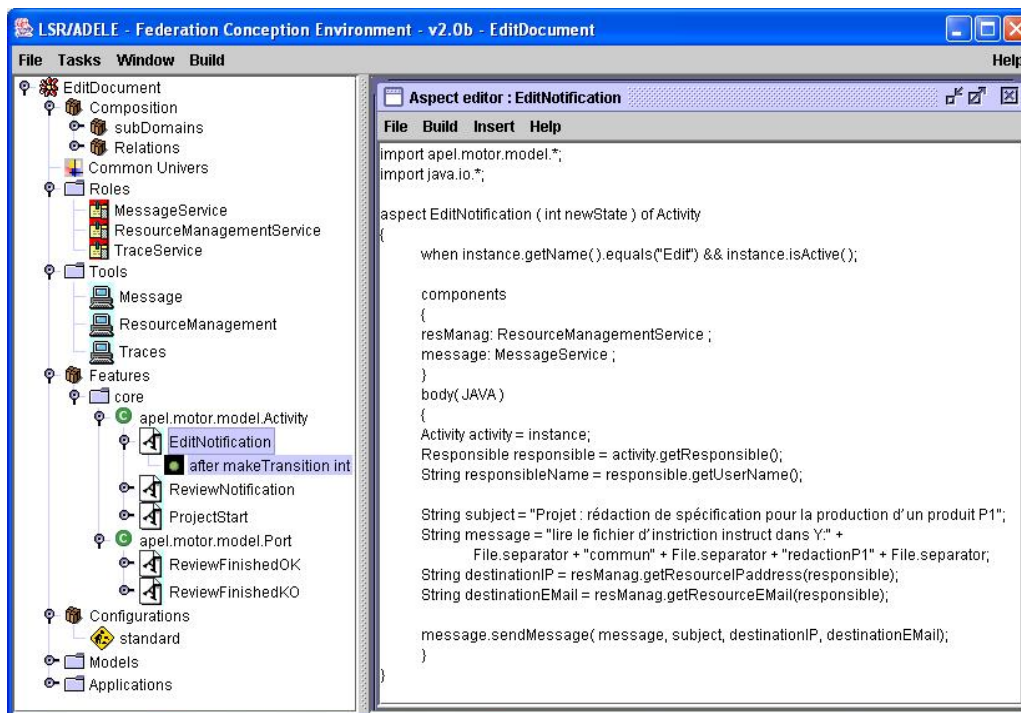 LSR/ADELE - Federation Conception Environment - v2.0b - EditDocument
File Tasks Window Build Help
EditDocument
Composition
subDomains
Relations
Common Univers
Roles
MessageService
ResourceManagementService
TraceService
Tools
Message
ResourceManagement
Traces
Features
core
apel.motor.model.Activity
EditNotification
after makeTransition int
ReviewNotification
ProjectStart
apel.motor.model.Port
ReviewFinishedOK
ReviewFinishedKO
Configurations
standard
Models
Applications
Aspect editor : EditNotification
File Build Insert Help
import apel.motor.model.*;
import java.io.*;
aspect EditNotification ( int newState ) of Activity
{
when instance.getName().equals("Edit") && instance.isActive();
components
{
resManag: ResourceManagementService ;
message: MessageService ;
}
body( JAVA )
{
Activity activity = instance;
Responsible responsible = activity.getResponsible();
String responsibleName = responsible.getUserName();
String subject = "Projet : rédaction de spécification pour la production d'un produit P1";
String message = "lire le fichier d'instriction instruct dans Y:" +
File.separator + "commun" + File.separator + "redactionP1" + File.separator;
String destinationIP = resManag.getResourceIPaddress(responsible);
String destinationEMail = resManag.getResourceEMail(responsible);
message.sendMessage( message, subject, destinationIP, destinationEMail);
}
}